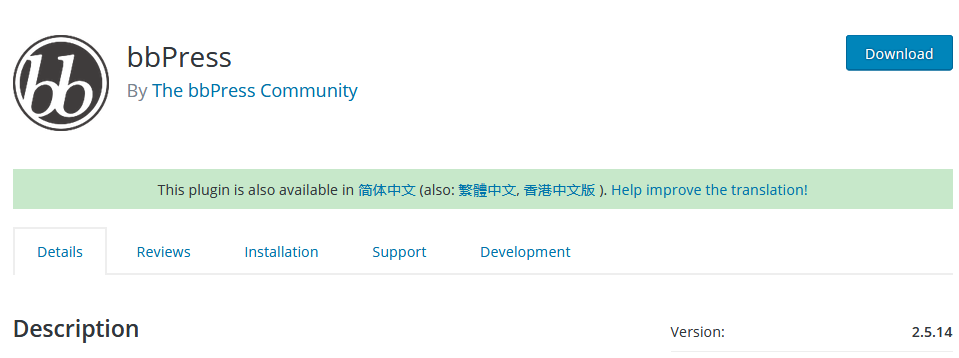 bb
bbPress
Download
By The bbPress Community
This plugin is also available in 简体中文 (also: 繁體中文, 香港中文版 ). Help improve the translation!
Details Reviews Installation Support Development
Description
Version: 2.5.14